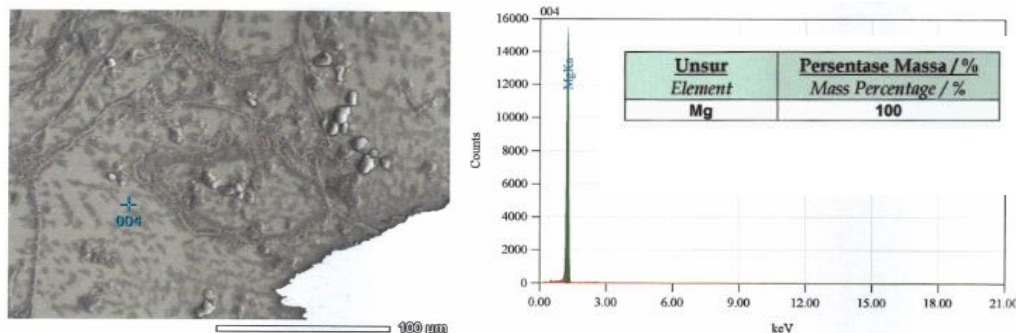 004
100 µm
004
16000
14000
12000
10000
8000
6000
4000
2000
0
Counts
MgKa
Unsur Persentase Massa / %
Element Mass Percentage / %
Mg 100
0.00 3.00 6.00 9.00 12.00 15.00 18.00 21.00
keV